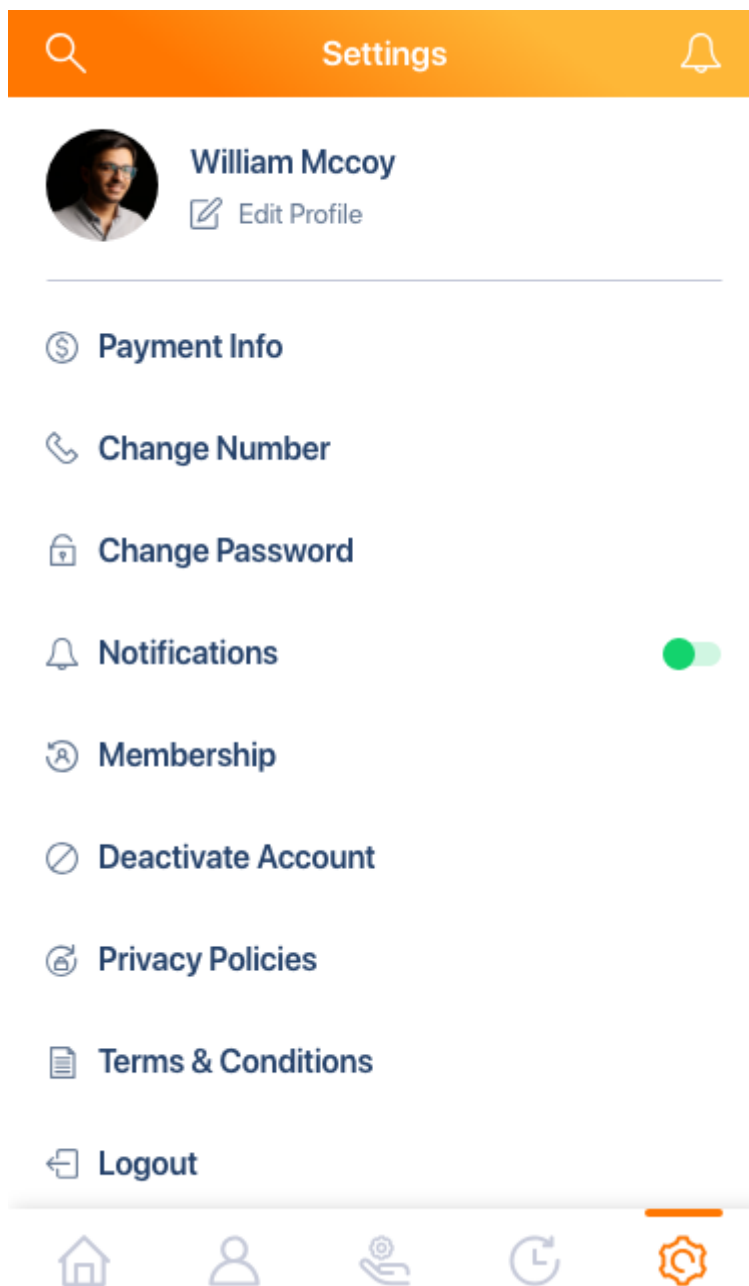 Settings
William Mccoy
Edit Profile
Payment Info
Change Number
Change Password
Notifications
Membership
Deactivate Account
Privacy Policies
Terms & Conditions
Logout